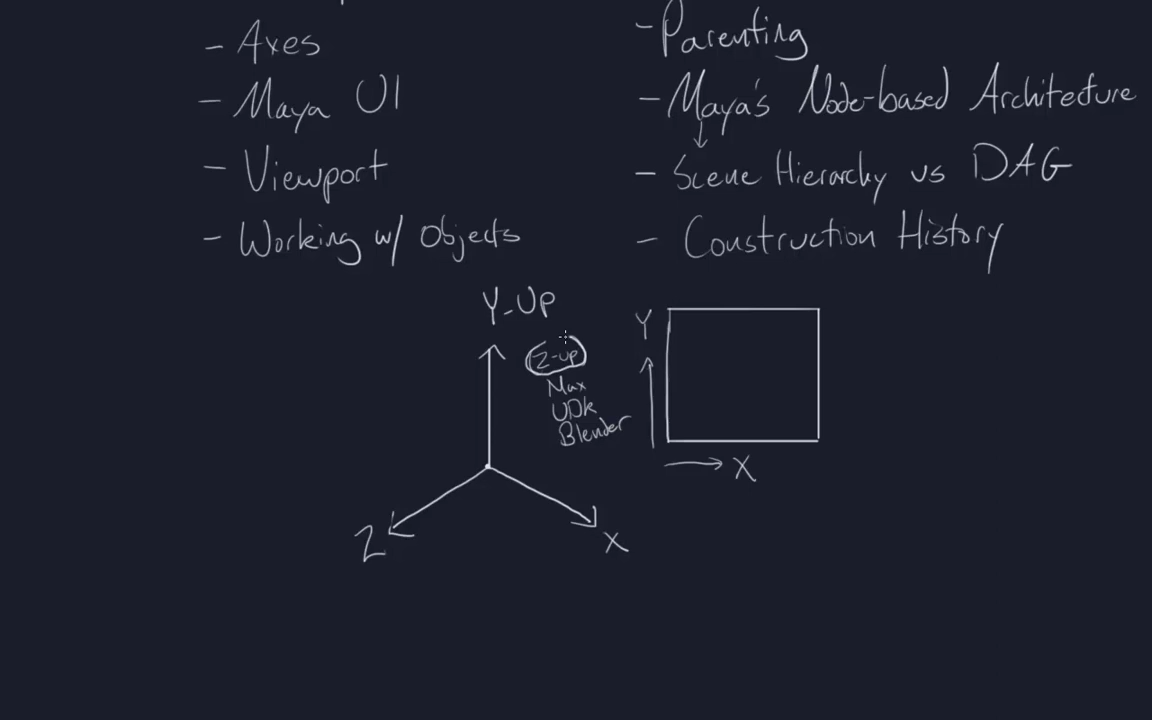 - Axes
- Maya UI
- Viewport
- Working w/ Objects
- Parenting
- Maya's Node-based Architecture
- Scene Hierarchy vs DAG
- Construction History
Y-Up
Z-up
Max
UDK
Blender
Z
X
Y
X